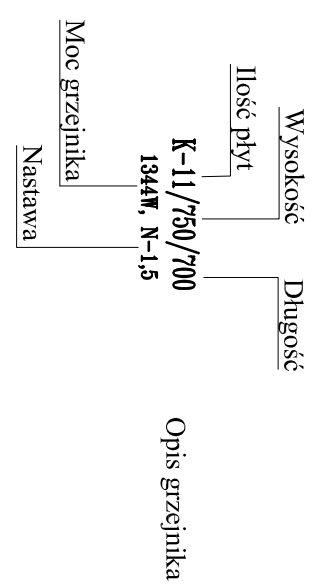 Wysokość
Długość
Ilość płyt
K-11/750/700
1344W, N-1,5
Moc grzejnika
Nastawa
Opis grzejnika